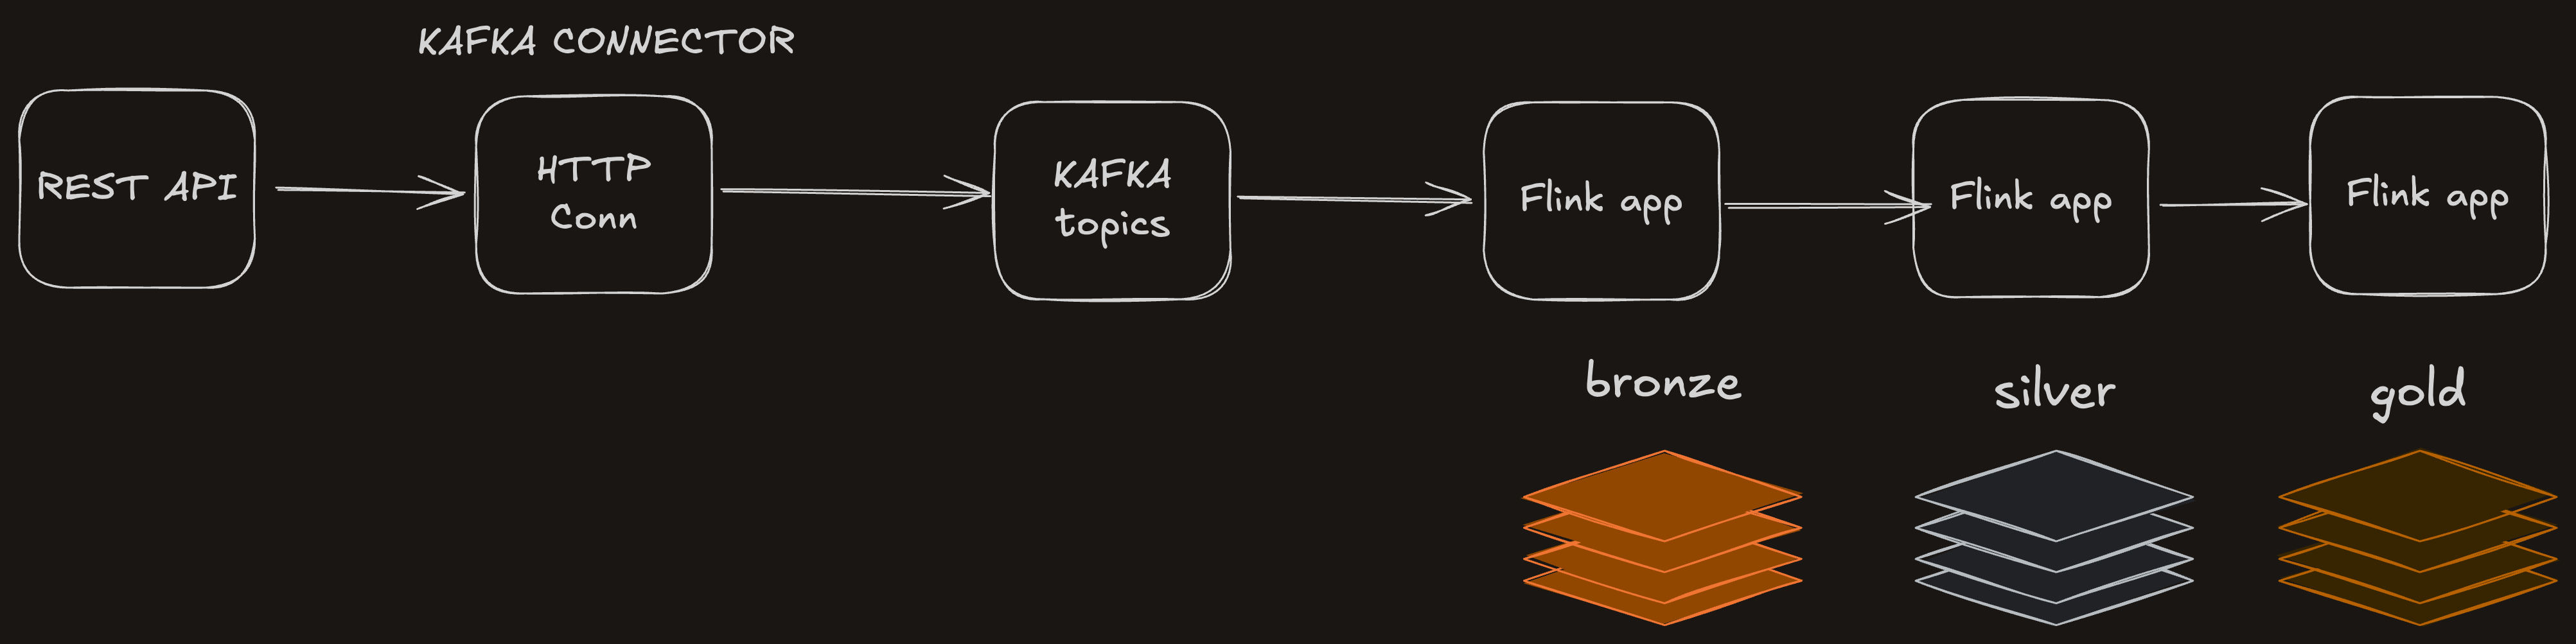 KAFKA CONNECTOR
REST API
HTTP
Conn
KAFKA
topics
Flink app
Flink app
Flink app
bronze
silver
gold